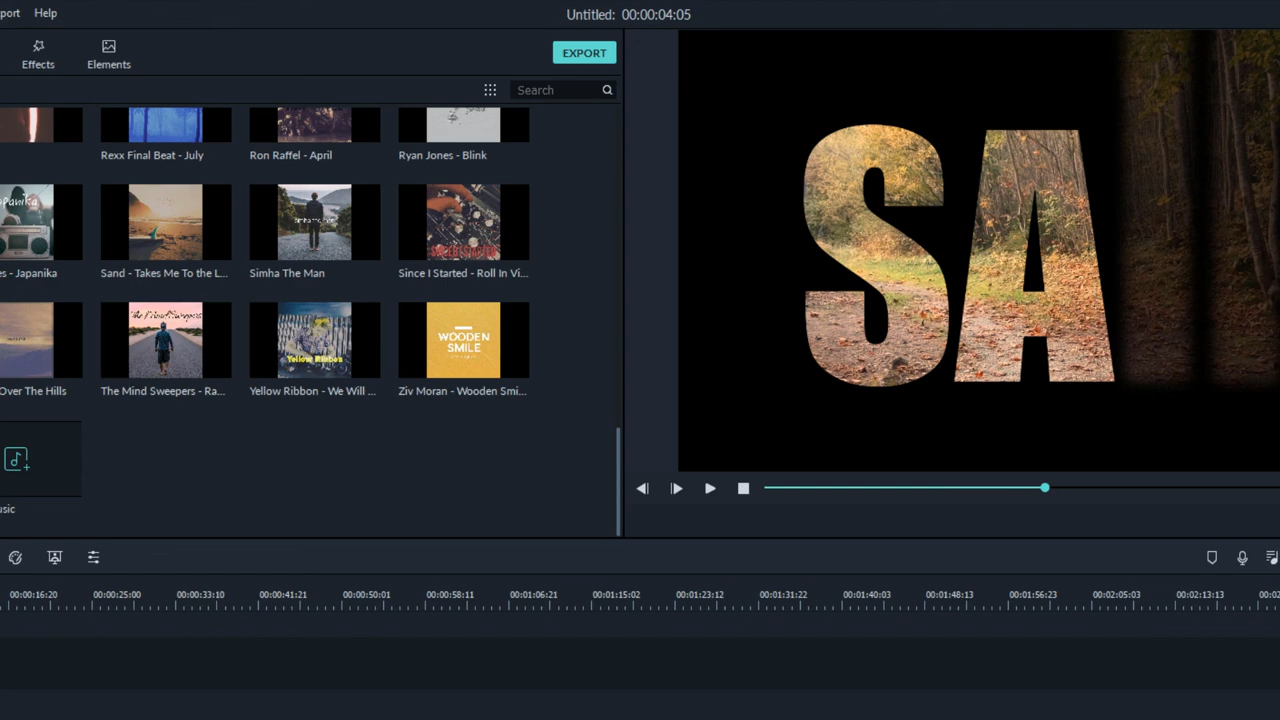 port Help
Untitled: 00:00:04:05
Effects
Elements
EXPORT
Search
Rexx Final Beat - July
Ron Raffel - April
Ryan Jones - Blink
Panika
es - Japanika
Sand - Takes Me To the L...
Simha The Man
Since I Started - Roll In Vi...
SINCE I STARTED
The Mind Sweepers
Yellow Ribbon
WOODEN
SMILE
Over The Hills
The Mind Sweepers - Ra...
Yellow Ribbon - We Will ...
Ziv Moran - Wooden Smi...
usic
SA
00:00:16:20
00:00:25:00
00:00:33:10
00:00:41:21
00:00:50:01
00:00:58:11
00:01:06:21
00:01:15:02
00:01:23:12
00:01:31:22
00:01:40:03
00:01:48:13
00:01:56:23
00:02:05:03
00:02:13:13
00:02